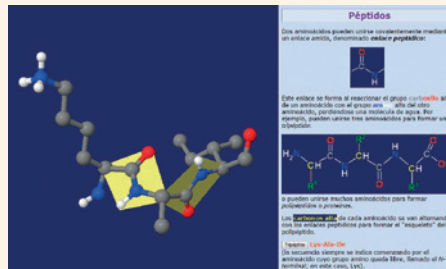 Péptidos
Dos aminoácidos pueden unirse covalentemente mediante
un enlace amida, denominado enlace peptídico:
Este enlace se forma al reaccionar el grupo carboxilo al
de un aminoácido con el grupo alfa del otro
aminoácido, perdiéndose una molécula de agua. Por
ejemplo, pueden unirse tres aminoácidos para formar un
tripéptido.
o pueden unirse muchos aminoácidos para formar
polipéptidos o proteínas.
Los carbonos alfa de cada aminoácido se van alternando
con los enlaces peptídicos para formar el "esqueleto" del
polipéptido.
Lys-Ala-Ile
(la secuencia siempre se indica comenzando por el
aminoácido cuyo grupo amino queda libre, llamado el N-
terminal; en este caso, Lys).